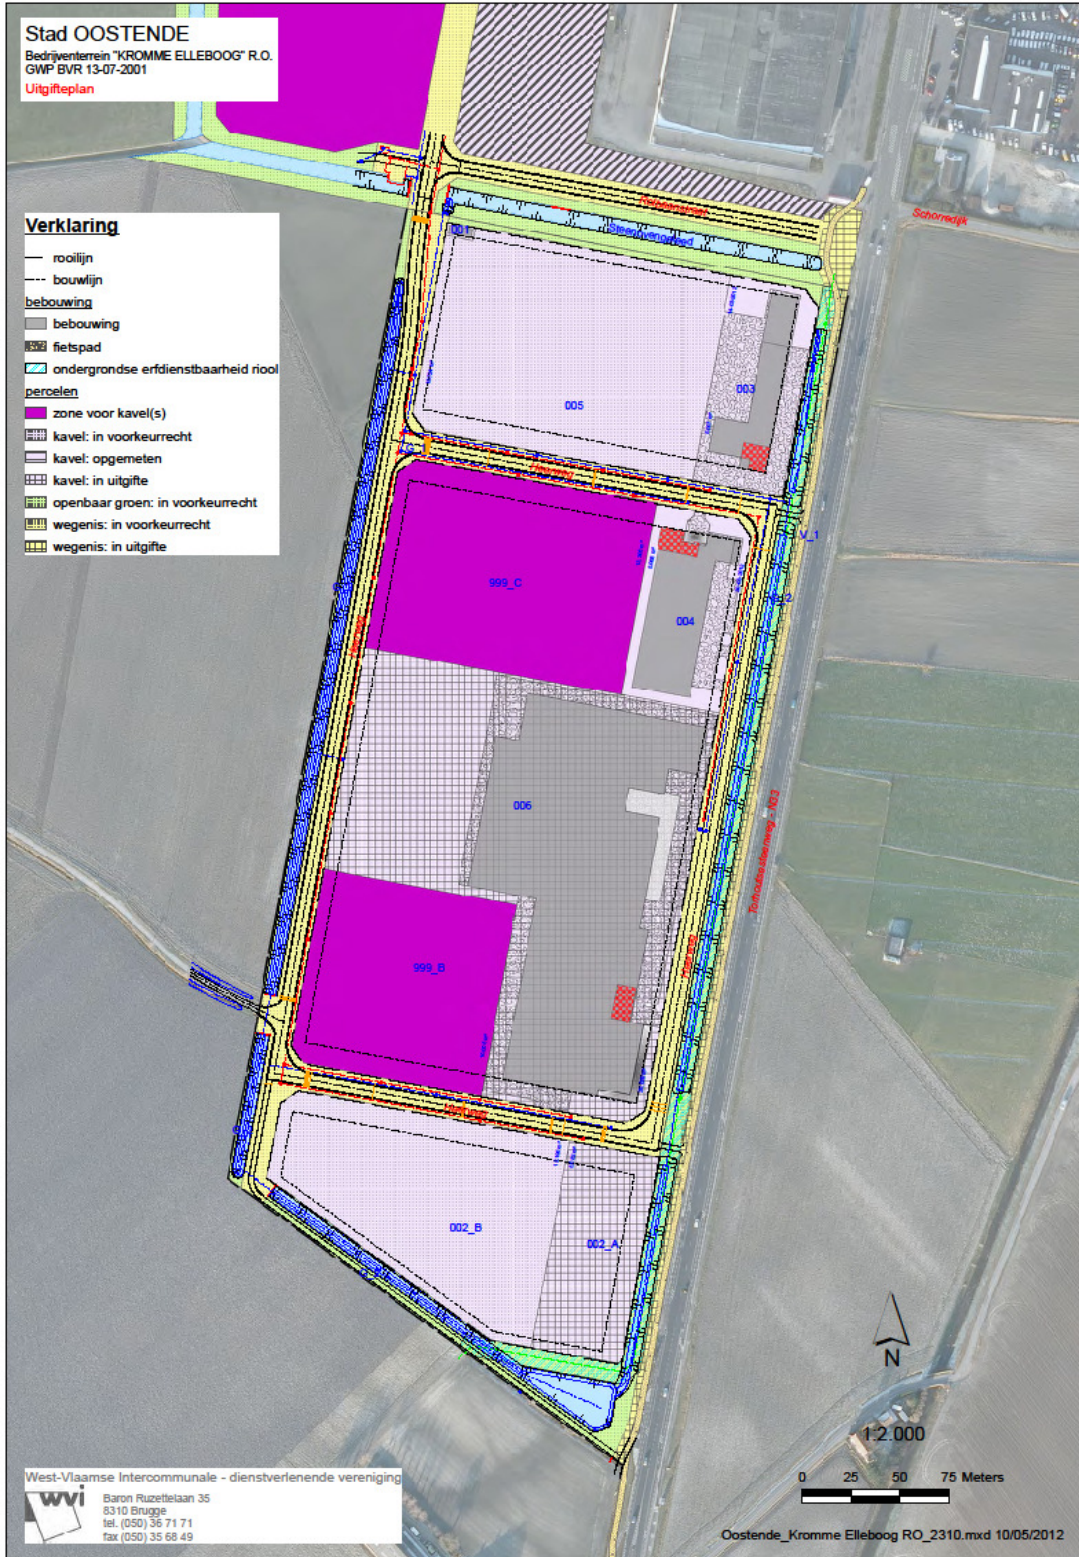 Stad OOSTENDE
Bedrijventerrein "KROMME ELLEBOOG" R.O.
GWP BVR 13-07-2001
Uitgifteplan
Verklaring
rooilijn
bouwlijn
bebouwing
bebouwing
fietspad
ondergrondse erfdienstbaarheid riool
percelen
zone voor kavel(s)
kavel: in voorkeurrecht
kavel: opgemeten
kavel: in uitgifte
openbaar groen: in voorkeurrecht
wegenis: in voorkeurrecht
wegenis: in uitgifte
Schorredijk
001
005
003
V_1
999_C
004
006
Torhoutsesteenweg - N33
999_B
002_B
002_A
N
1:2.000
0 25 50 75 Meters
West-Vlaamse Intercommunale - dienstverlenende vereniging
wvi
Baron Ruzettelaan 35
8310 Brugge
tel. (050) 36 71 71
fax (050) 35 68 49
Oostende_Kromme Elleboog RO_2310.mxd 10/05/2012